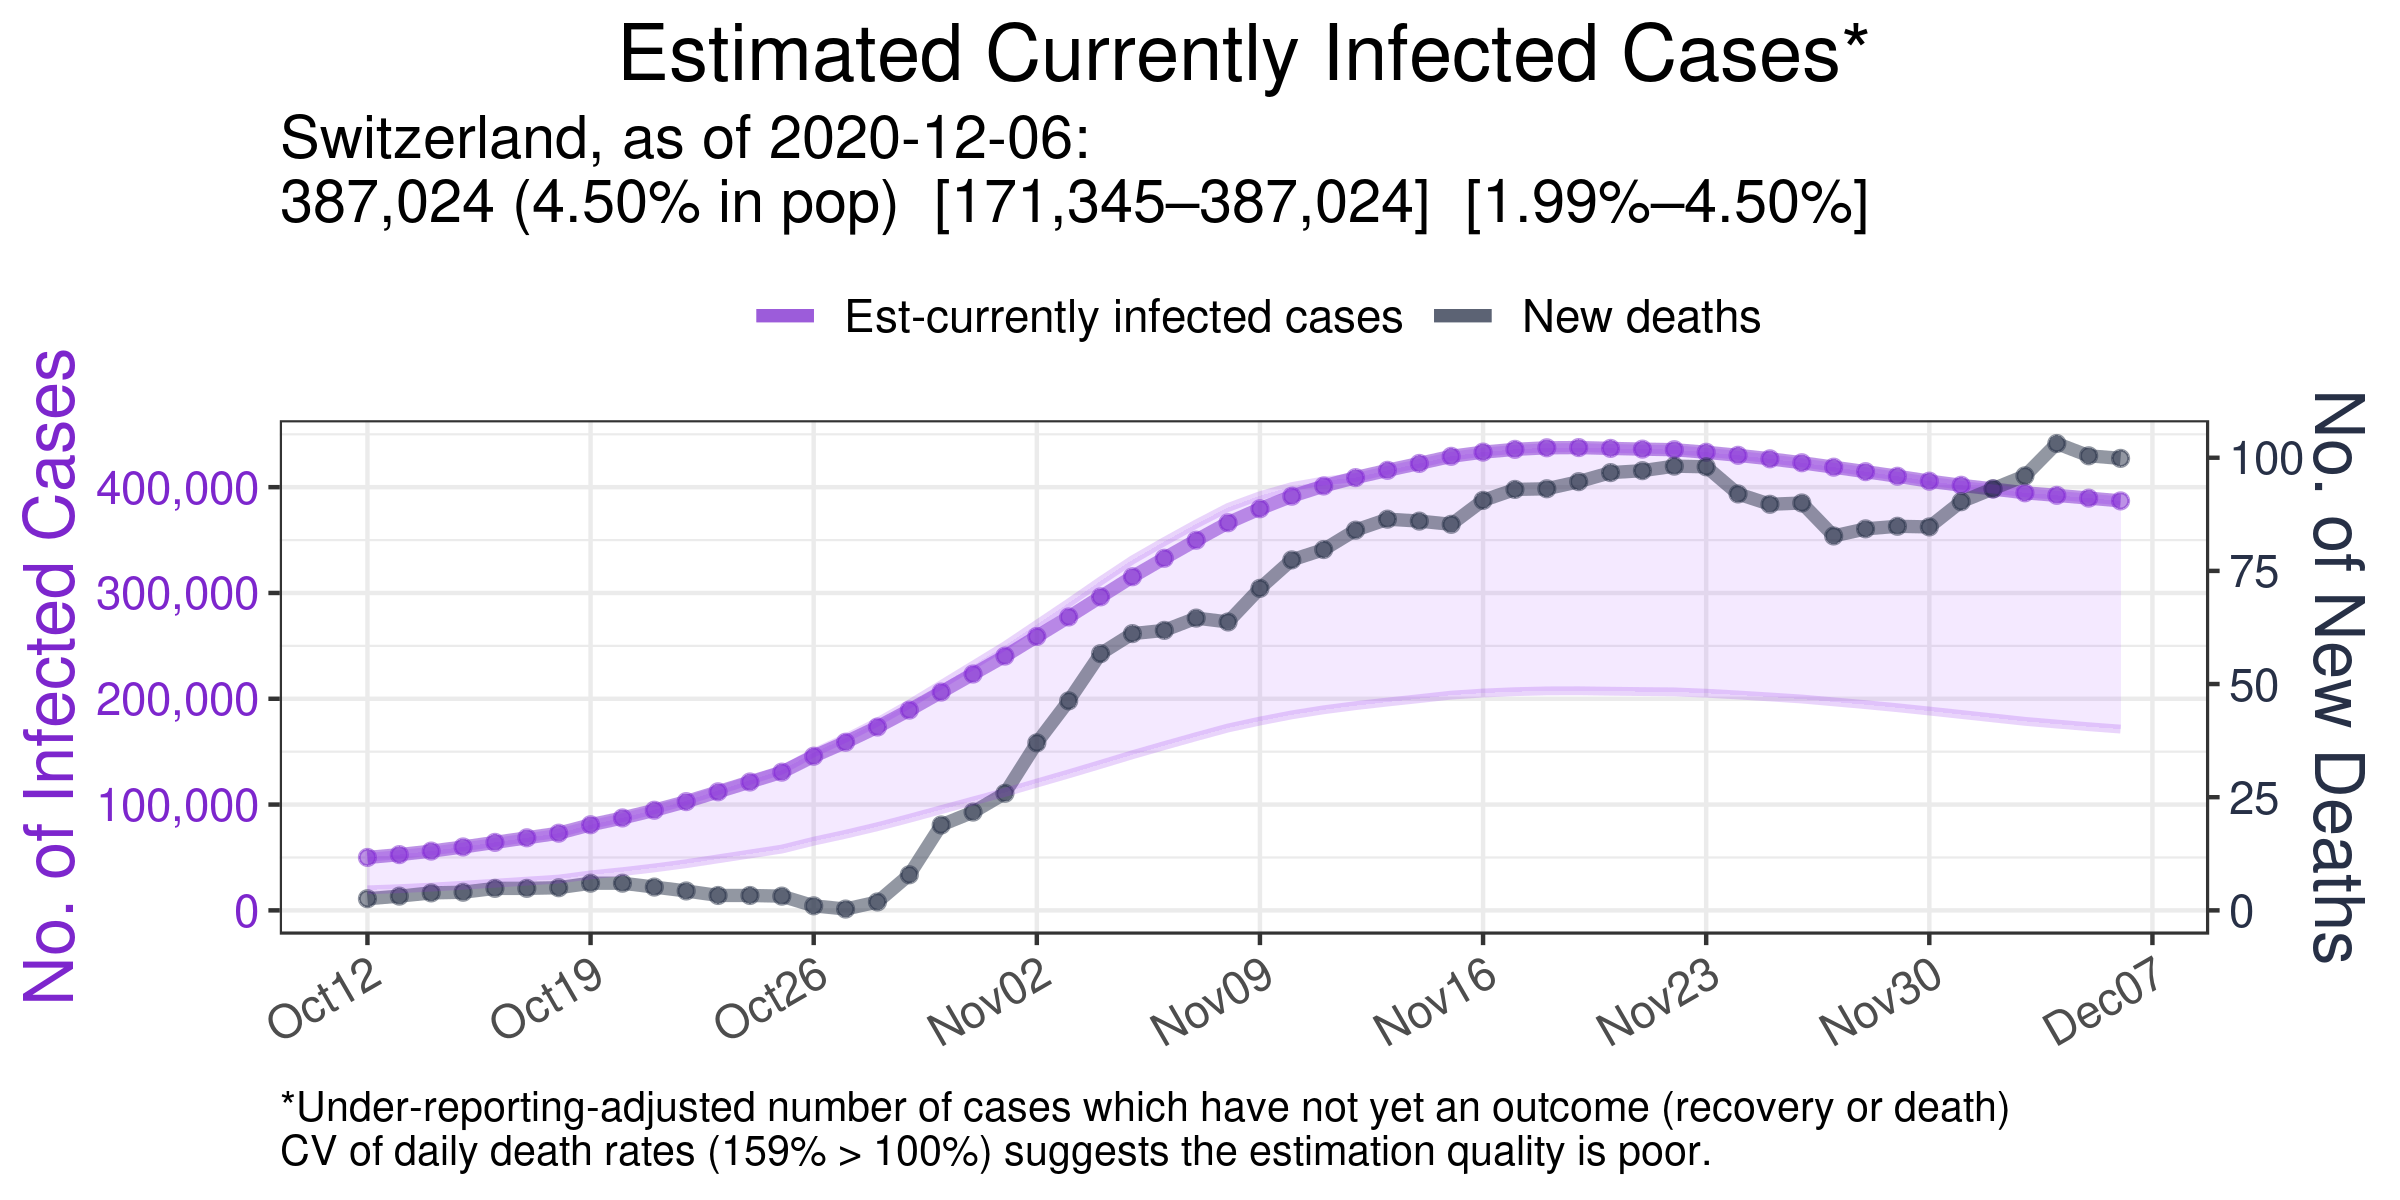 Estimated Currently Infected Cases*
Switzerland, as of 2020-12-06:
387,024 (4.50% in pop) [171,345–387,024] [1.99%–4.50%]
Est-currently infected cases
New deaths
No. of Infected Cases
400,000
300,000
200,000
100,000
0
100
75
50
25
0
No. of New Deaths
Oct12
Oct19
Oct26
Nov02
Nov09
Nov16
Nov23
Nov30
Dec07
*Under-reporting-adjusted number of cases which have not yet an outcome (recovery or death)
CV of daily death rates (159% > 100%) suggests the estimation quality is poor.